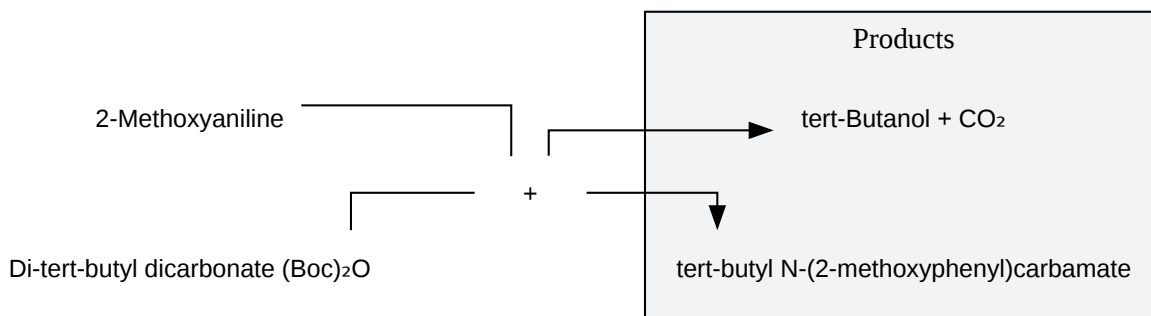 Products
2-Methoxyaniline
tert-Butanol + CO₂
+
Di-tert-butyl dicarbonate (Boc)₂O
tert-butyl N-(2-methoxyphenyl)carbamate